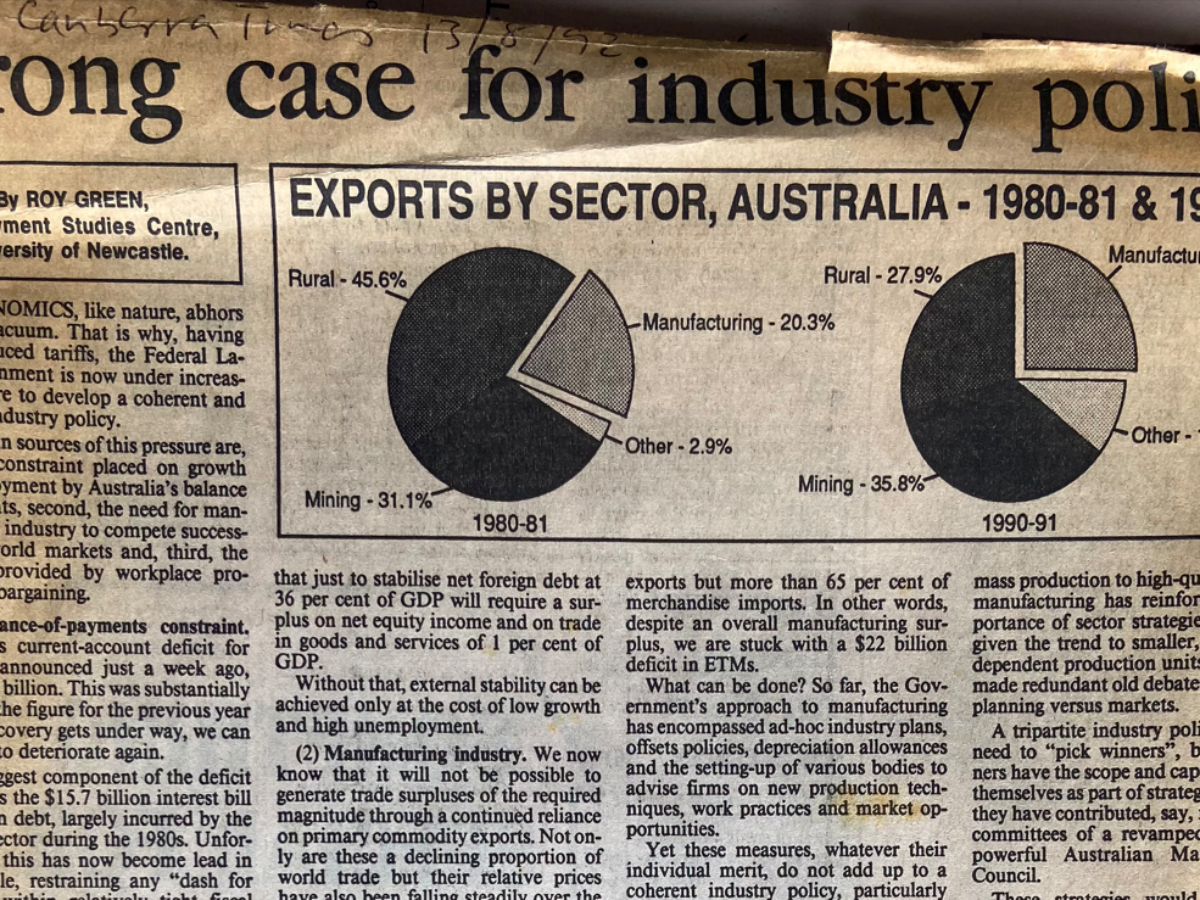 Canberra Times 13/8/92
rong case for industry poli
By ROY GREEN,
ment Studies Centre,
versity of Newcastle.
EXPORTS BY SECTOR, AUSTRALIA - 1980-81 & 19
Rural - 45.6%
Manufacturing - 20.3%
Other - 2.9%
Mining - 31.1%
1980-81
Rural - 27.9%
Manufactu
Other -
Mining - 35.8%
1990-91
NOMICS, like nature, abhors
acuum. That is why, having
uced tariffs, the Federal La-
nment is now under increas-
re to develop a coherent and
ndustry policy.
n sources of this pressure are,
constraint placed on growth
yment by Australia's balance
ts, second, the need for man-
industry to compete success-
orld markets and, third, the
provided by workplace pro-
bargaining.
ance-of-payments constraint.
s current-account deficit for
announced just a week ago,
billion. This was substantially
the figure for the previous year
covery gets under way, we can
to deteriorate again.
ggest component of the deficit
s the $15.7 billion interest bill
n debt, largely incurred by the
ector during the 1980s. Unfor-
this has now become lead in
le, restraining any "dash for
within relatively tight fiscal
that just to stabilise net foreign debt at
36 per cent of GDP will require a sur-
plus on net equity income and on trade
in goods and services of 1 per cent of
GDP.
Without that, external stability can be
achieved only at the cost of low growth
and high unemployment.
(2) Manufacturing industry. We now
know that it will not be possible to
generate trade surpluses of the required
magnitude through a continued reliance
on primary commodity exports. Not on-
ly are these a declining proportion of
world trade but their relative prices
have also been falling steadily over the
exports but more than 65 per cent of
merchandise imports. In other words,
despite an overall manufacturing sur-
plus, we are stuck with a $22 billion
deficit in ETMs.
What can be done? So far, the Gov-
ernment's approach to manufacturing
has encompassed ad-hoc industry plans,
offsets policies, depreciation allowances
and the setting-up of various bodies to
advise firms on new production tech-
niques, work practices and market op-
portunities.
Yet these measures, whatever their
individual merit, do not add up to a
coherent industry policy, particularly
mass production to high-qu
manufacturing has reinfor
portance of sector strategie
given the trend to smaller,
dependent production units
made redundant old debate
planning versus markets.
A tripartite industry poli
need to "pick winners", b
ners have the scope and cap
themselves as part of strateg
they have contributed, say,
committees of a revamped
powerful Australian Ma
Council.
These strategies would